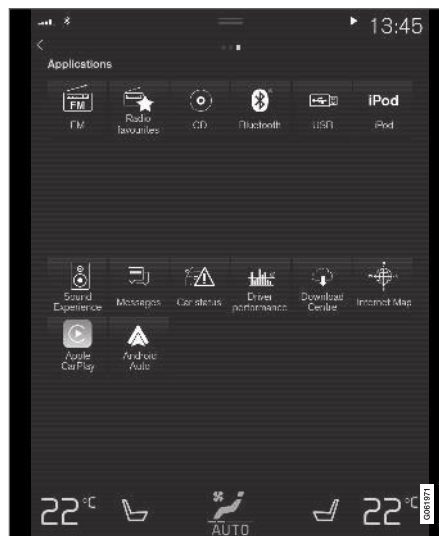 13:45
Applications
FM
FM
Radio
favourites
CD
Bluetooth
USB
iPod
iPod
Sound
Experience
Messages
Car status
Driver
performance
Download
Centre
Internet Map
Apple
CarPlay
Android
Auto
22°C
AUTO
22°C
G061971